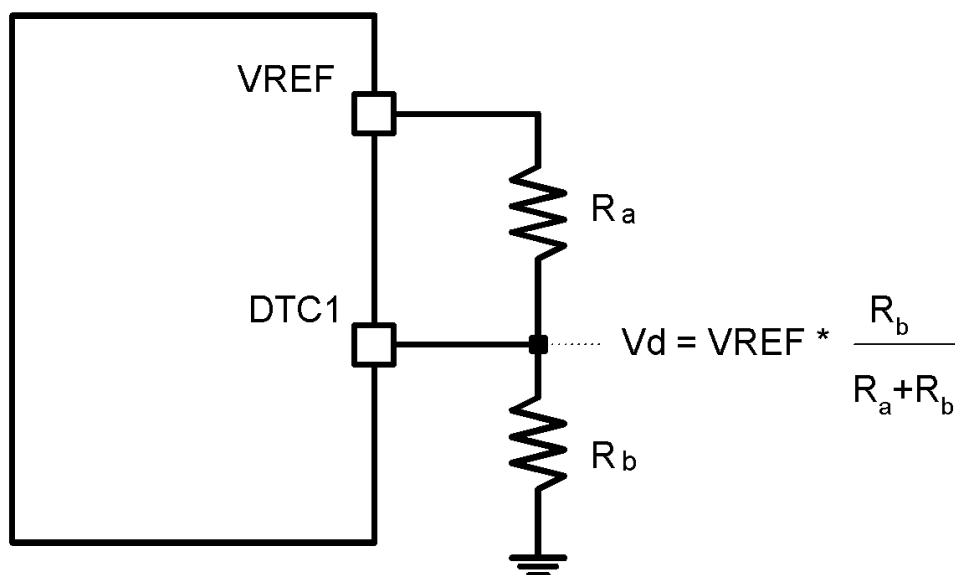 VREF
Ra
DTC1
Vd = VREF * Rb
Ra+Rb
Rb